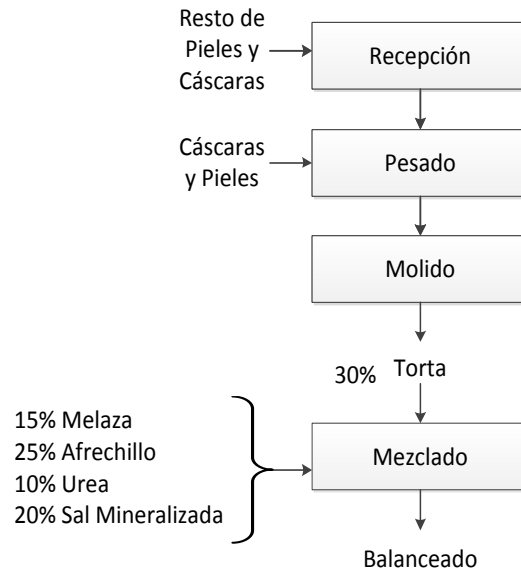 Resto de
Pieles y
Cáscaras
Recepción
Cáscaras
y Pieles
Pesado
Molido
30% Torta
15% Melaza
25% Afrechillo
10% Urea
20% Sal Mineralizada
Mezclado
Balanceado